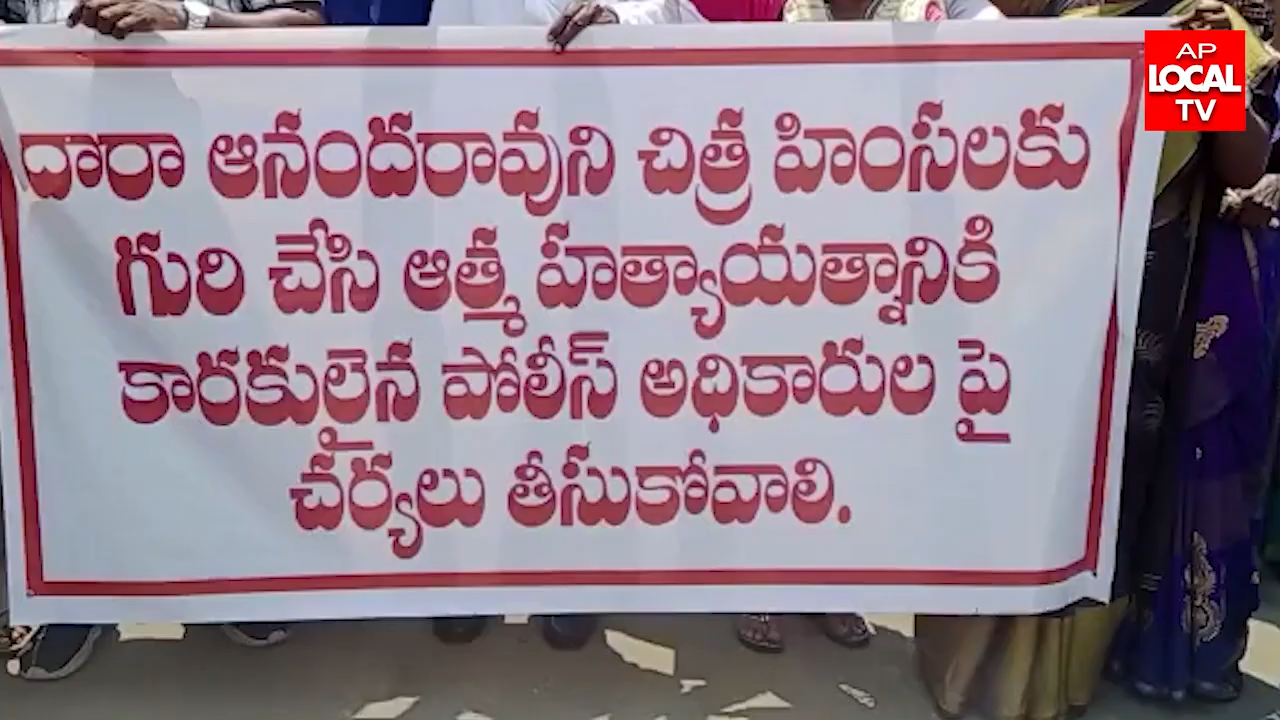 AP
LOCAL
TV
దారా ఆనందరావుని చిత్ర హింసలకు
గురి చేసి ఆత్మ హత్యాయత్నానికి
కారకులైన పోలీస్ అధికారుల పై
చర్యలు తీసుకోవాలి.